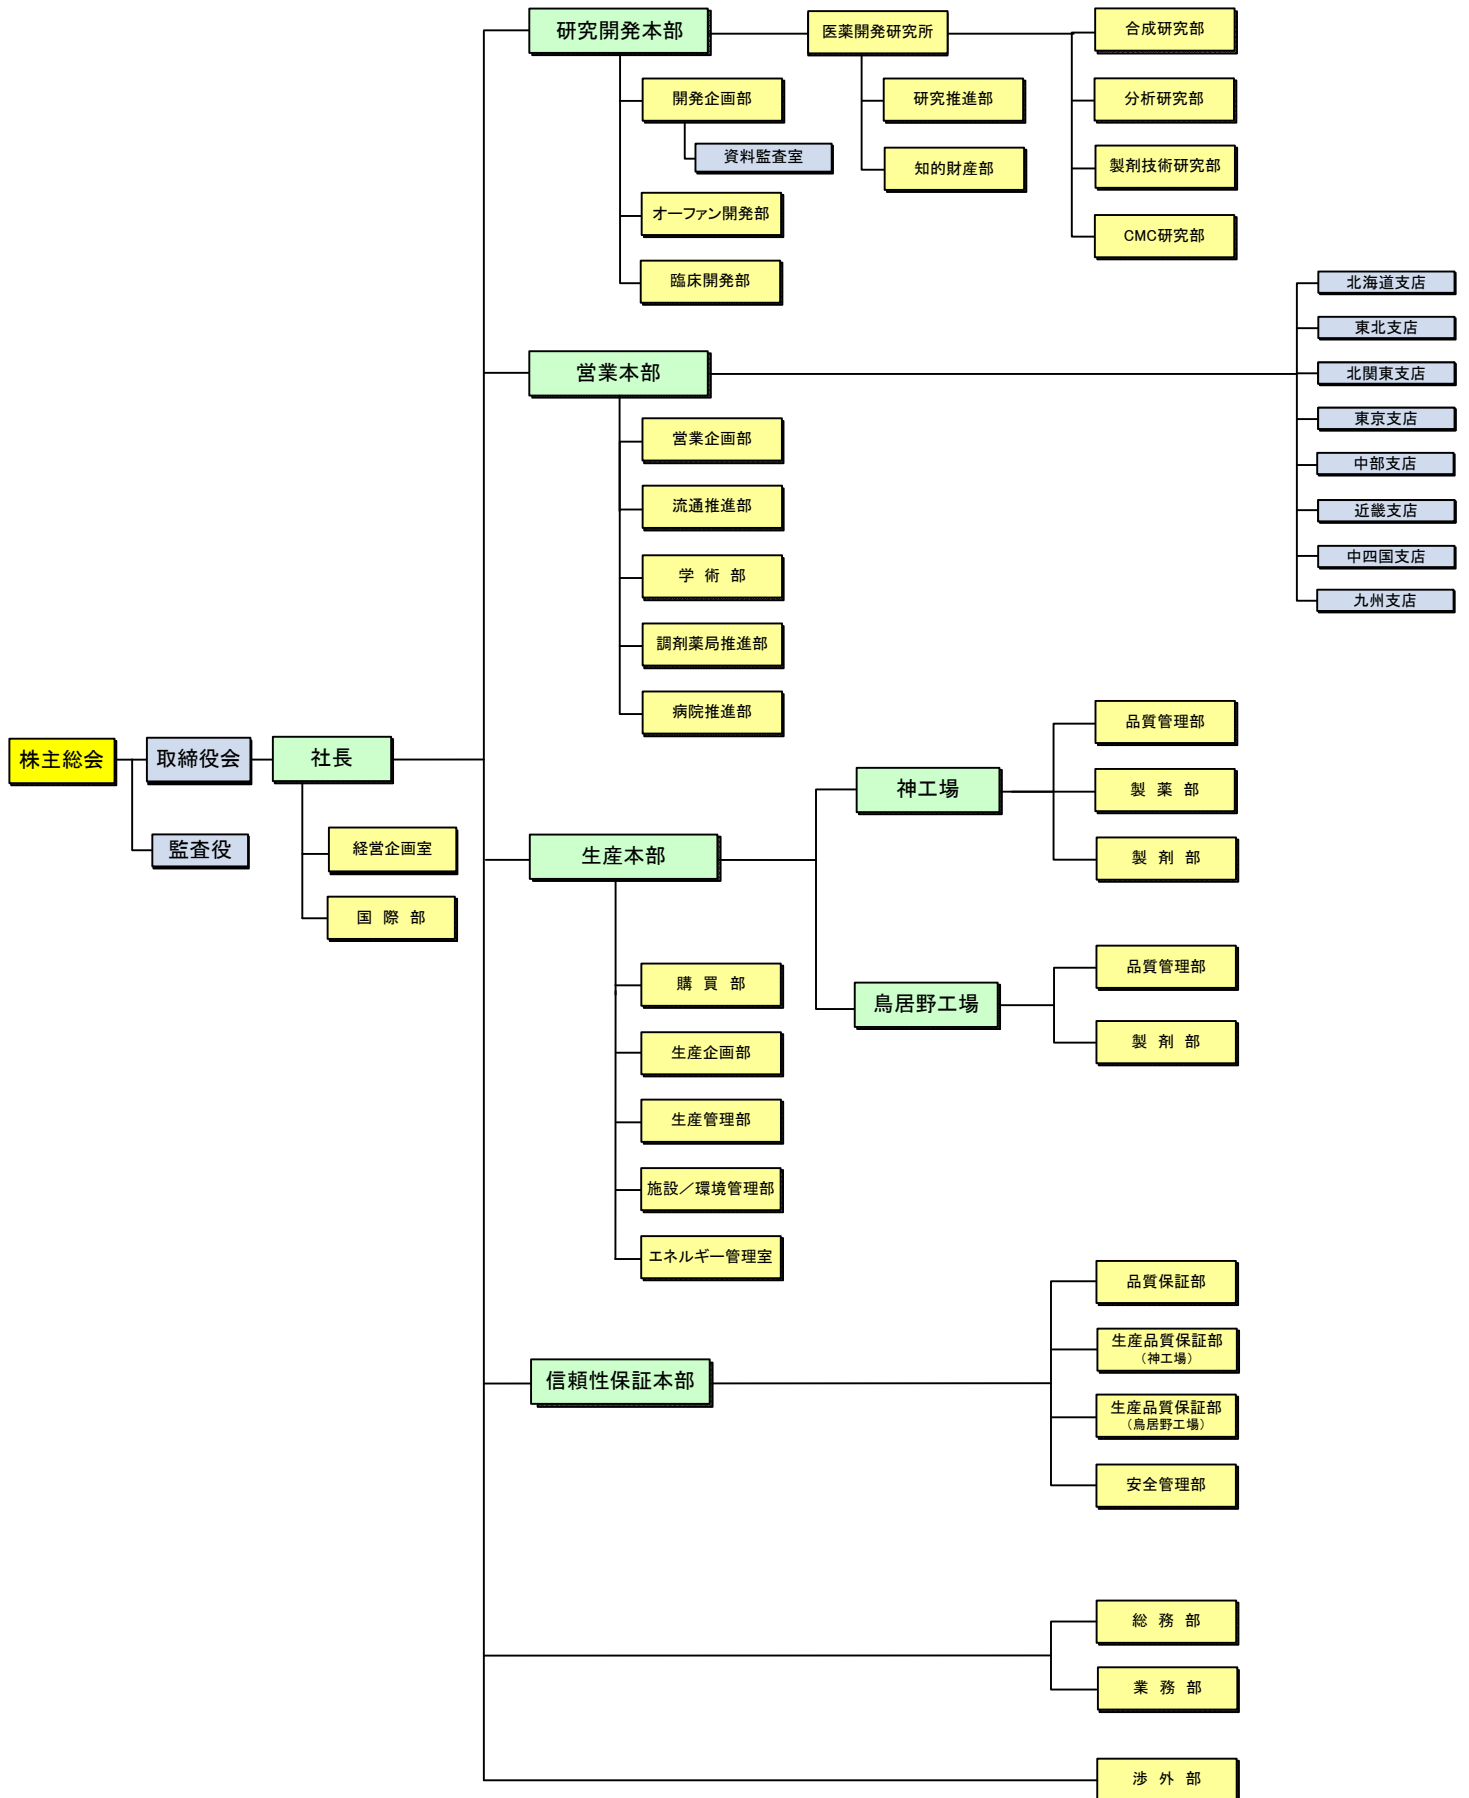 研究開発本部
医薬開発研究所
合成研究部
開発企画部
研究推進部
分析研究部
資料監査室
知的財産部
製剤技術研究部
オーファン開発部
CMC研究部
臨床開発部
北海道支店
東北支店
営業本部
北関東支店
東京支店
営業企画部
中部支店
流通推進部
近畿支店
学 術 部
中四国支店
九州支店
調剤薬局推進部
病院推進部
品質管理部
株主総会
取締役会
社長
神工場
製 薬 部
監査役
経営企画室
生産本部
製 剤 部
国 際 部
品質管理部
購 買 部
鳥居野工場
生産企画部
製 剤 部
生産管理部
施設／環境管理部
エネルギー管理室
品質保証部
生産品質保証部
（神工場）
信頼性保証本部
生産品質保証部
（鳥居野工場）
安全管理部
総 務 部
業 務 部
渉 外 部